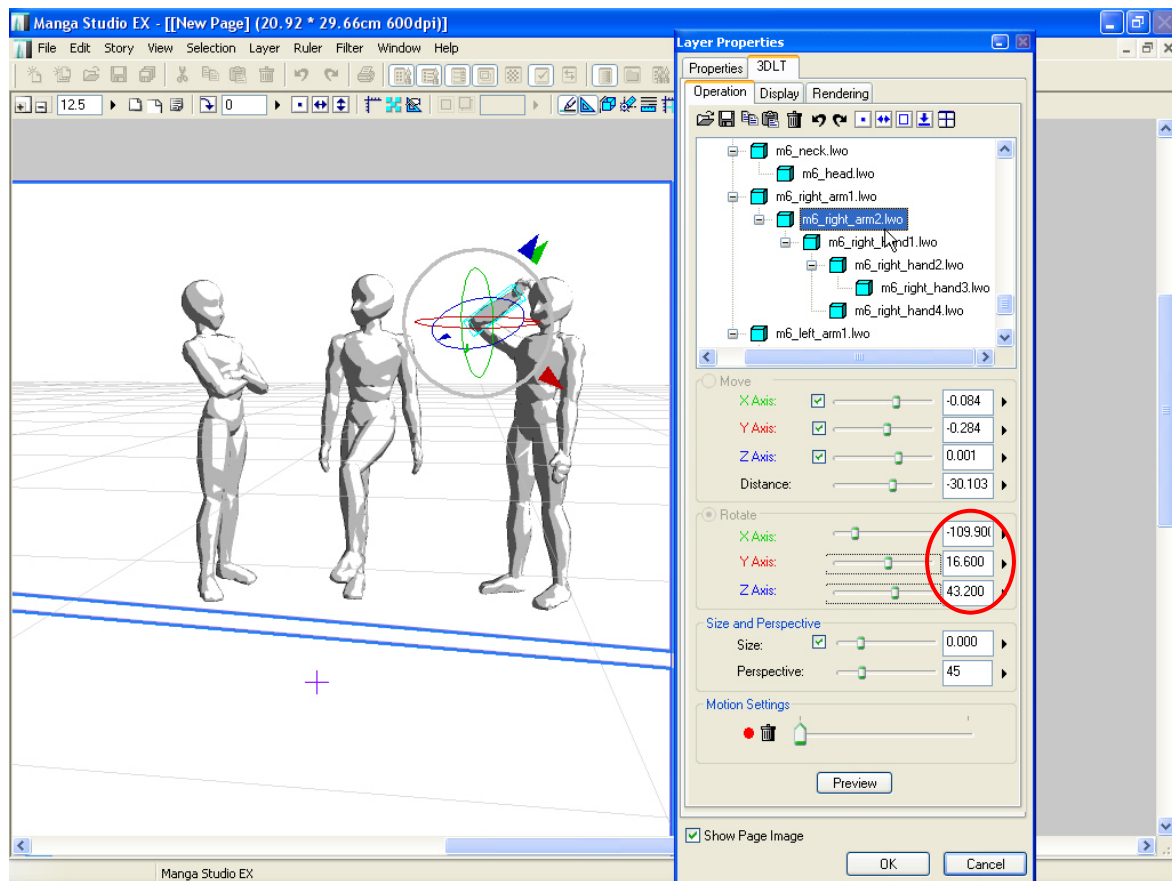 Manga Studio EX - [[New Page] (20.92 * 29.66cm 600dpi)]
File Edit Story View Selection Layer Ruler Filter Window Help
12.5 0
Layer Properties
Properties 3DLT
Operation Display Rendering
m6_neck.lwo
m6_head.lwo
m6_right_arm1.lwo
m6_right_arm2.lwo
m6_right_hand1.lwo
m6_right_hand2.lwo
m6_right_hand3.lwo
m6_right_hand4.lwo
m6_left_arm1.lwo
Move
X Axis: -0.084
Y Axis: -0.284
Z Axis: 0.001
Distance: -30.103
Rotate
X Axis: -109.90
Y Axis: 16.600
Z Axis: 43.200
Size and Perspective
Size: 0.000
Perspective: 45
Motion Settings
Preview
Show Page Image
OK Cancel
Manga Studio EX